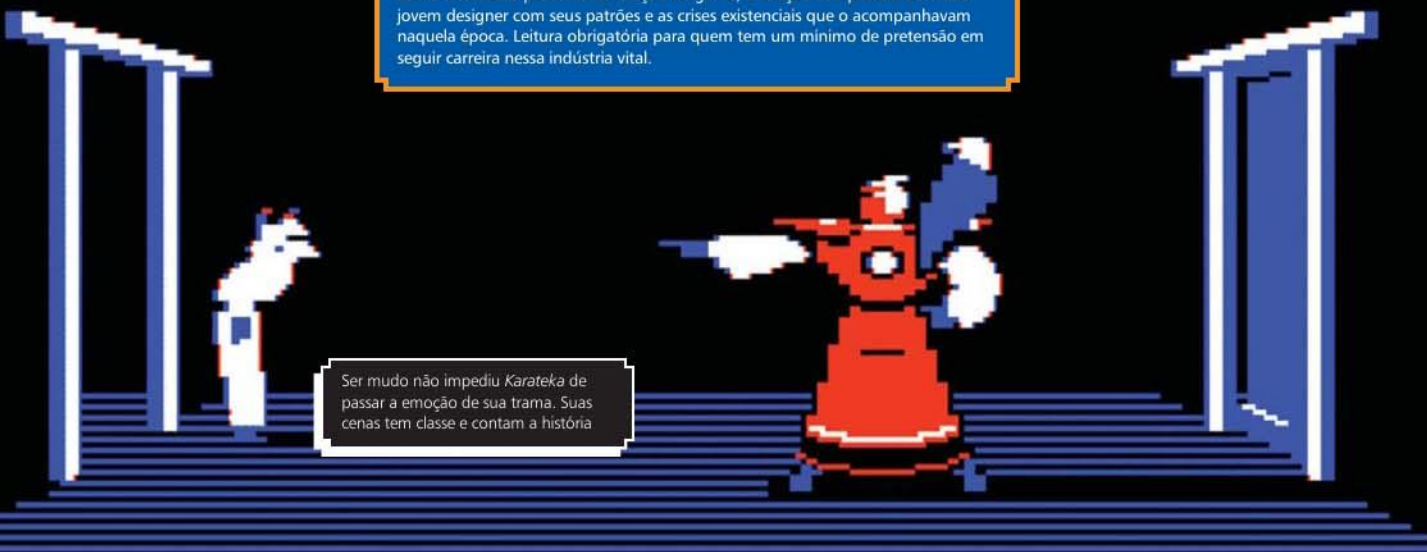 jovem designer com seus patrões e as crises existenciais que o acompanhavam
naquela época. Leitura obrigatória para quem tem um mínimo de pretensão em
seguir carreira nessa indústria vital.
Ser mudo não impediu Karateka de
passar a emoção de sua trama. Suas
cenas tem classe e contam a história